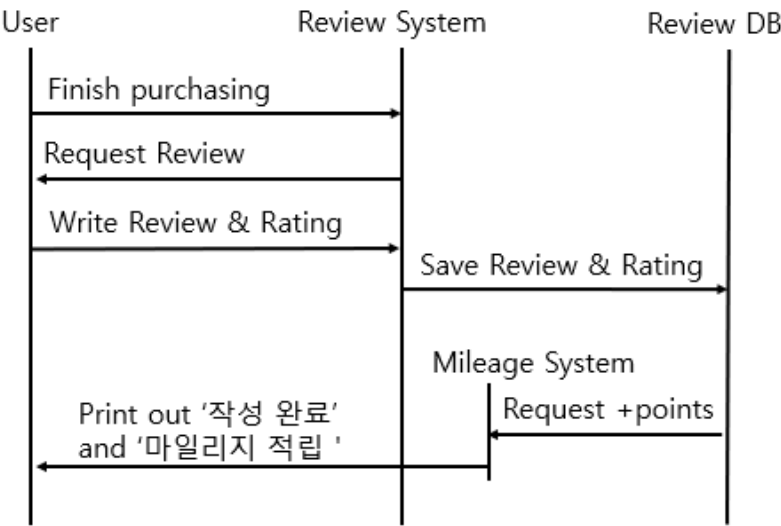 User
Review System
Review DB
Finish purchasing
Request Review
Write Review & Rating
Save Review & Rating
Mileage System
Request +points
Print out ‘작성 완료’
and ‘마일리지 적립 '